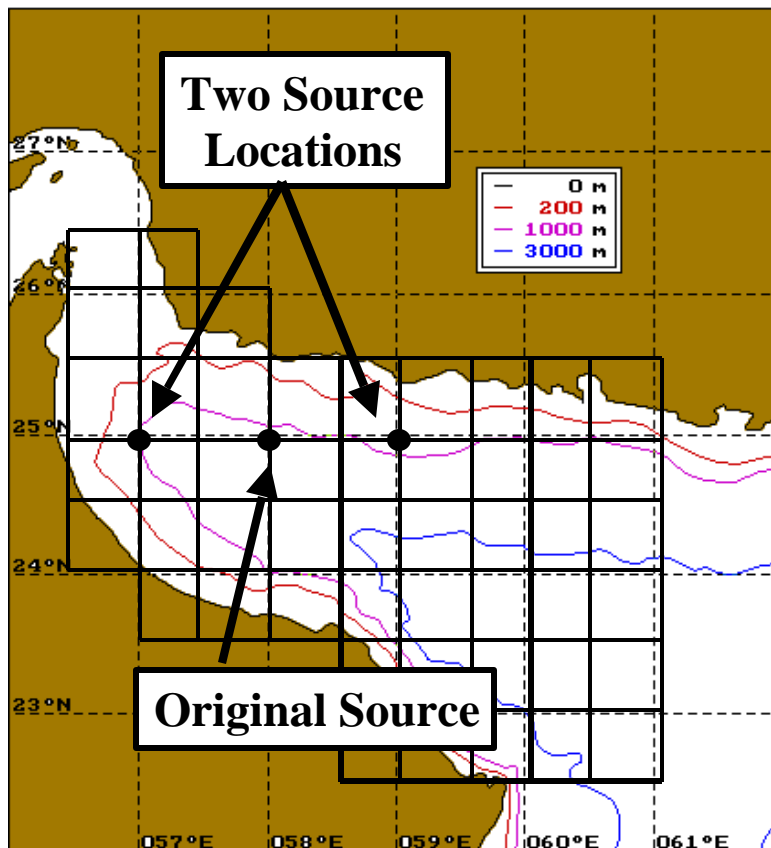 Two Source
Locations
27°N
0 m
200 m
1000 m
3000 m
26°N
25°N
24°N
Original Source
23°N
057°E 058°E 059°E 060°E 061°E